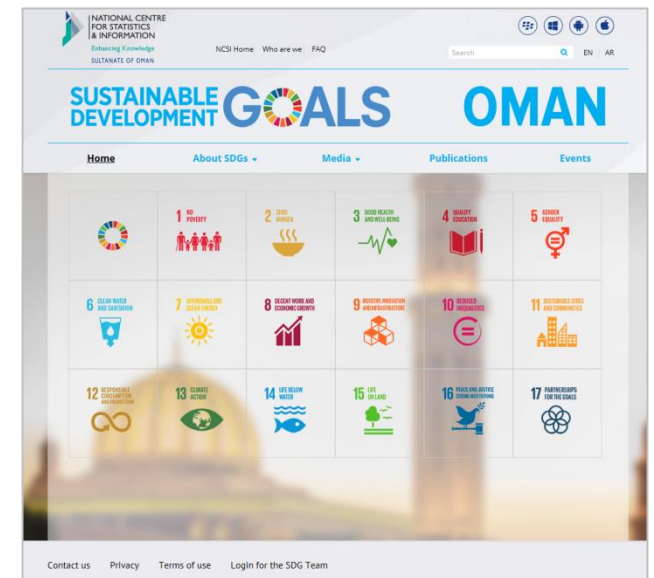 NATIONAL CENTRE
FOR STATISTICS
& INFORMATION
Enhancing Knowledge
SULTANATE OF OMAN
NCSI Home Who are we FAQ
Search
EN AR
SUSTAINABLE
DEVELOPMENT
GOALS
OMAN
Home About SDGs Media Publications Events
1 NO
POVERTY
2 ZERO
HUNGER
3 GOOD HEALTH
AND WELL-BEING
4 QUALITY
EDUCATION
5 GENDER
EQUALITY
6 CLEAN WATER
AND SANITATION
7 AFFORDABLE AND
CLEAN ENERGY
8 DECENT WORK AND
ECONOMIC GROWTH
9 INDUSTRY, INNOVATION
AND INFRASTRUCTURE
10 REDUCED
INEQUALITIES
11 SUSTAINABLE CITIES
AND COMMUNITIES
12 RESPONSIBLE
CONSUMPTION
AND PRODUCTION
13 CLIMATE
ACTION
14 LIFE BELOW
WATER
15 LIFE
ON LAND
16 PEACE AND JUSTICE
STRONG INSTITUTIONS
17 PARTNERSHIPS
FOR THE GOALS
Contact us Privacy Terms of use Login for the SDG Team